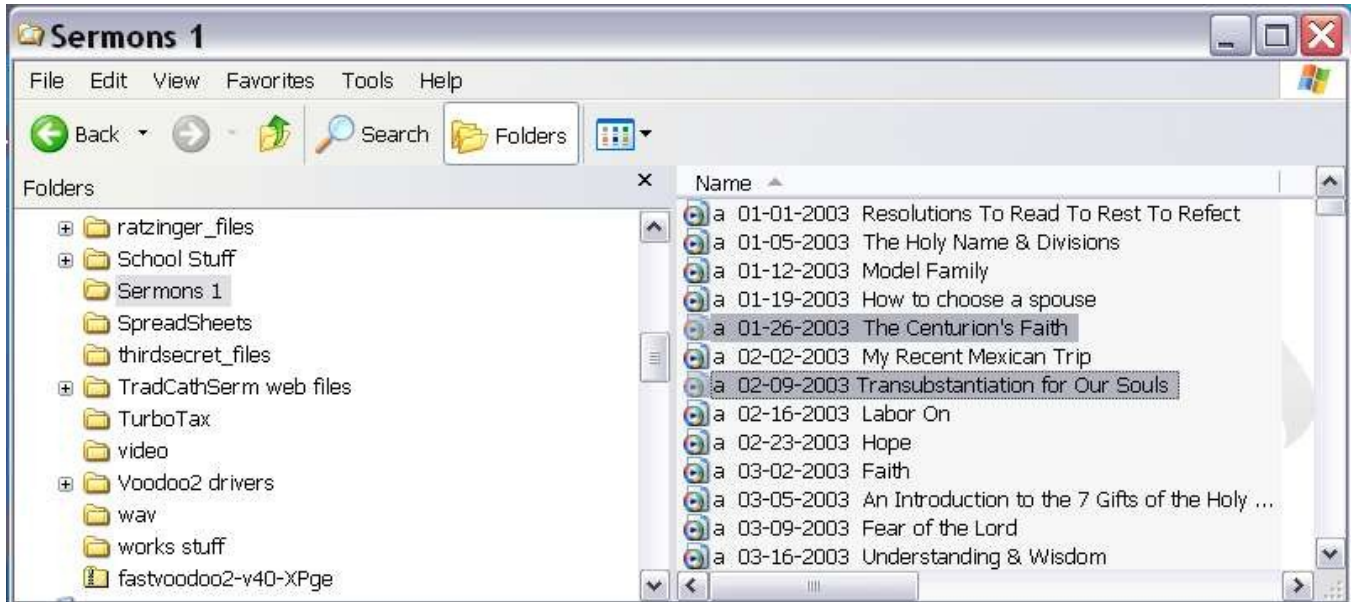 Sermons 1
File Edit View Favorites Tools Help
Back Search Folders
Folders x
ratzinger_files
School Stuff
Sermons 1
SpreadSheets
thirdsecret_files
TradCathSerm web files
TurboTax
video
Voodoo2 drivers
wav
works stuff
fastvoodoo2-v40-XPge
Name
a 01-01-2003 Resolutions To Read To Rest To Refect
a 01-05-2003 The Holy Name & Divisions
a 01-12-2003 Model Family
a 01-19-2003 How to choose a spouse
a 01-26-2003 The Centurion's Faith
a 02-02-2003 My Recent Mexican Trip
a 02-09-2003 Transubstantiation for Our Souls
a 02-16-2003 Labor On
a 02-23-2003 Hope
a 03-02-2003 Faith
a 03-05-2003 An Introduction to the 7 Gifts of the Holy ...
a 03-09-2003 Fear of the Lord
a 03-16-2003 Understanding & Wisdom